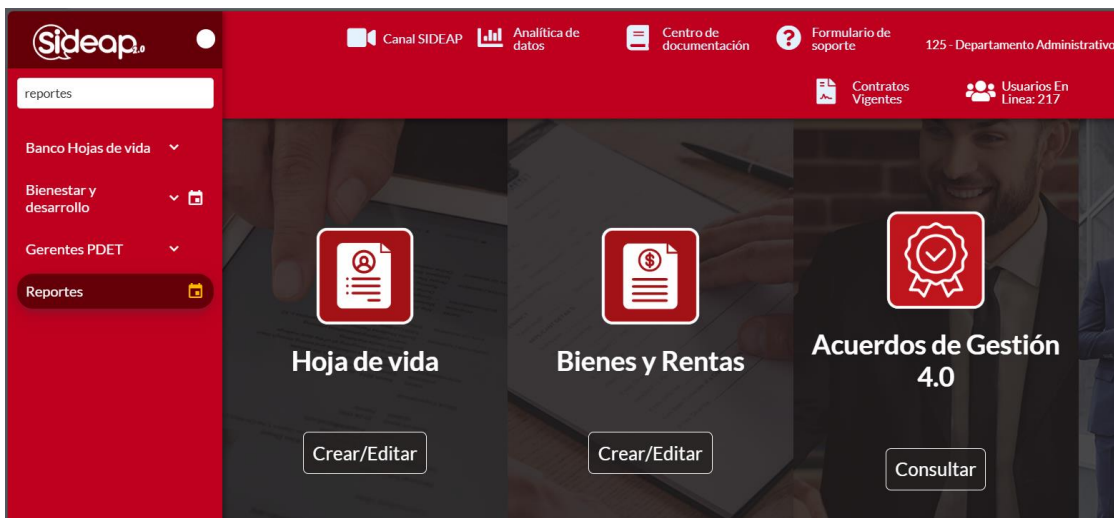 Sideap2.0
Canal SIDEAP
Analítica de
datos
Centro de
documentación
Formulario de
soporte
125 - Departamento Administrativo
reportes
Contratos
Vigentes
Usuarios En
Linea: 217
Banco Hojas de vida
Bienestar y
desarrollo
Gerentes PDET
Reportes
Hoja de vida
Crear/Editar
Bienes y Rentas
Crear/Editar
Acuerdos de Gestión
4.0
Consultar